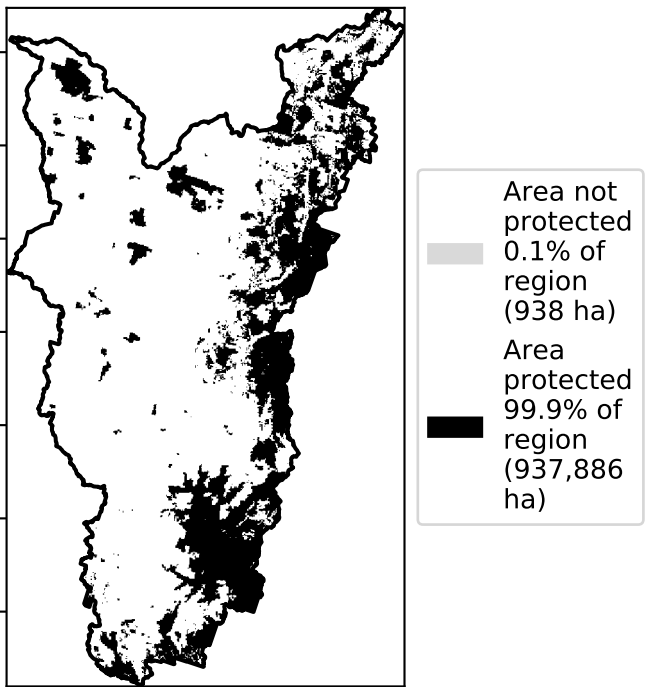 Area not
protected
0.1% of
region
(938 ha)
Area
protected
99.9% of
region
(937,886
ha)